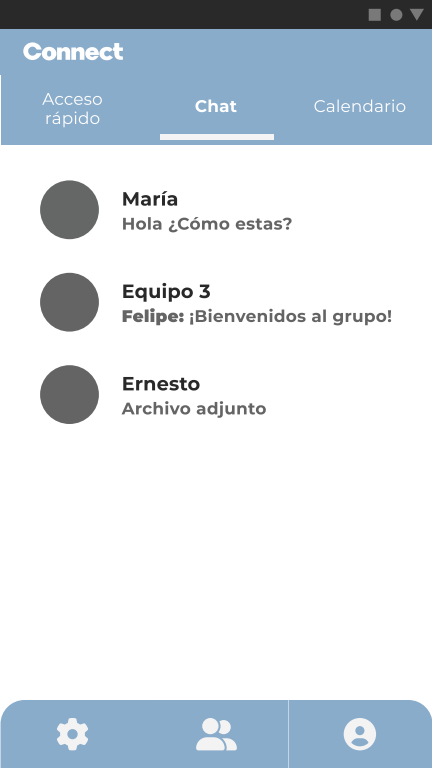 Connect
Acceso
rápido
Chat
Calendario
María
Hola ¿Cómo estas?
Equipo 3
Felipe: ¡Bienvenidos al grupo!
Ernesto
Archivo adjunto